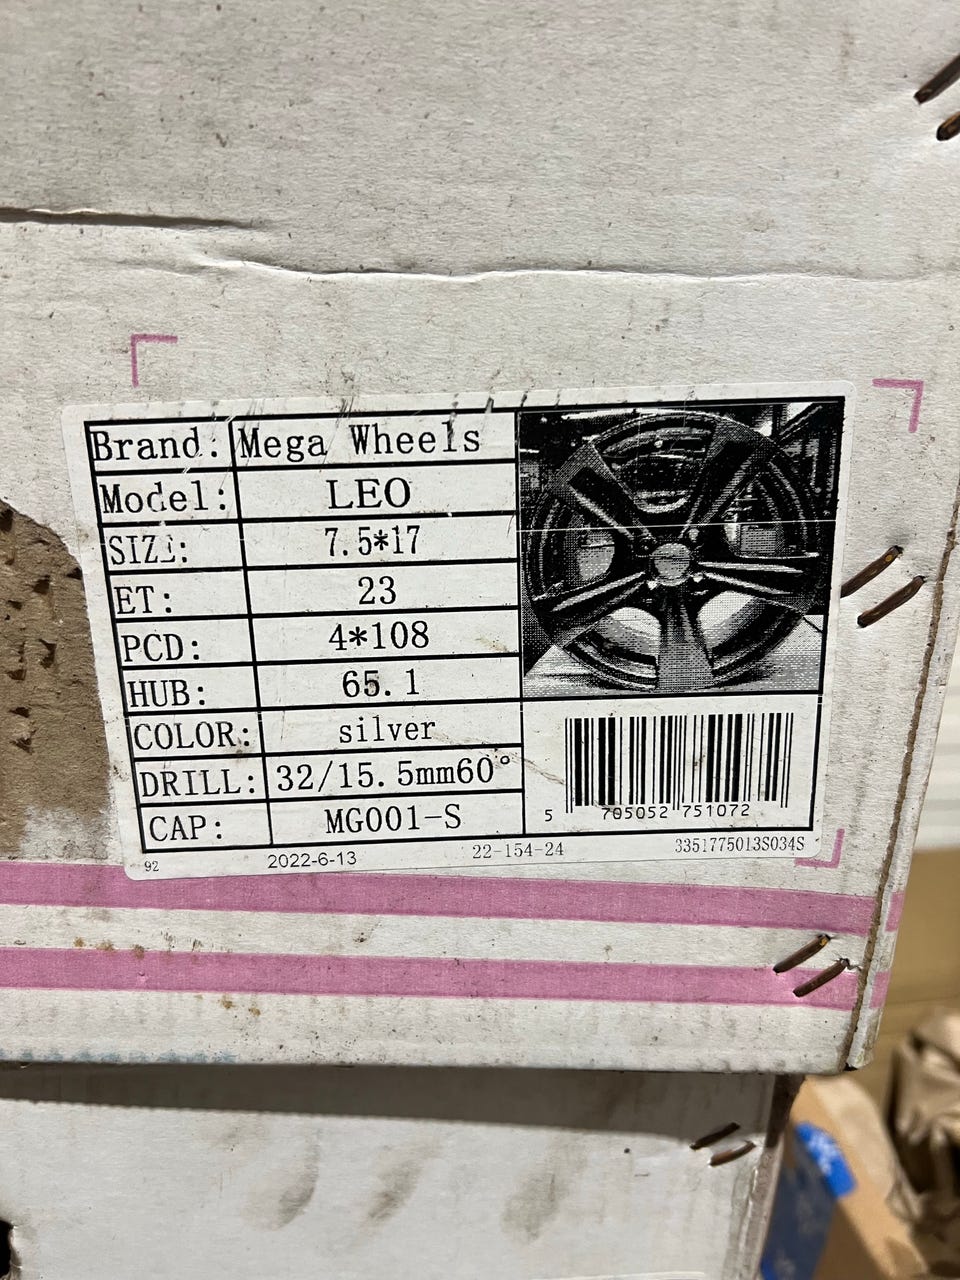 Brand: Mega Wheels
Model: LEO
SIZE: 7.5*17
ET: 23
PCD: 4*108
HUB: 65.1
COLOR: silver
DRILL: 32/15.5mm60°
CAP: MG001-S
5 705052 751072
92 2022-6-13 22-154-24 3351775013S034S